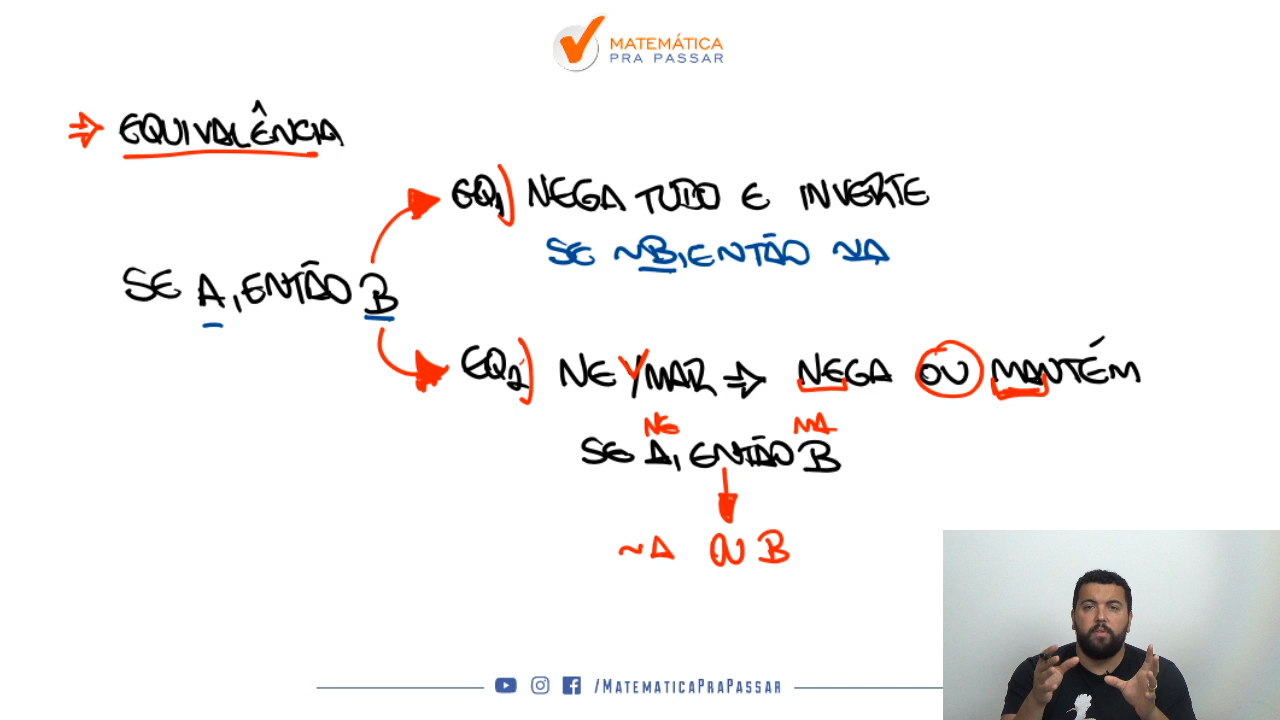 MATEMÁTICA
PRA PASSAR
⇒ EQUIVALÊNCIA
EQ1) NEGA TUDO E INVERTE
SE ~B, ENTÃO ~A
SE A, ENTÃO B
EQ2) NEYMAR ⇒ NEGA OU MANTÉM
NE MA
SE A, ENTÃO B
~A OU B
/MATEMATICAPRAPASSAR